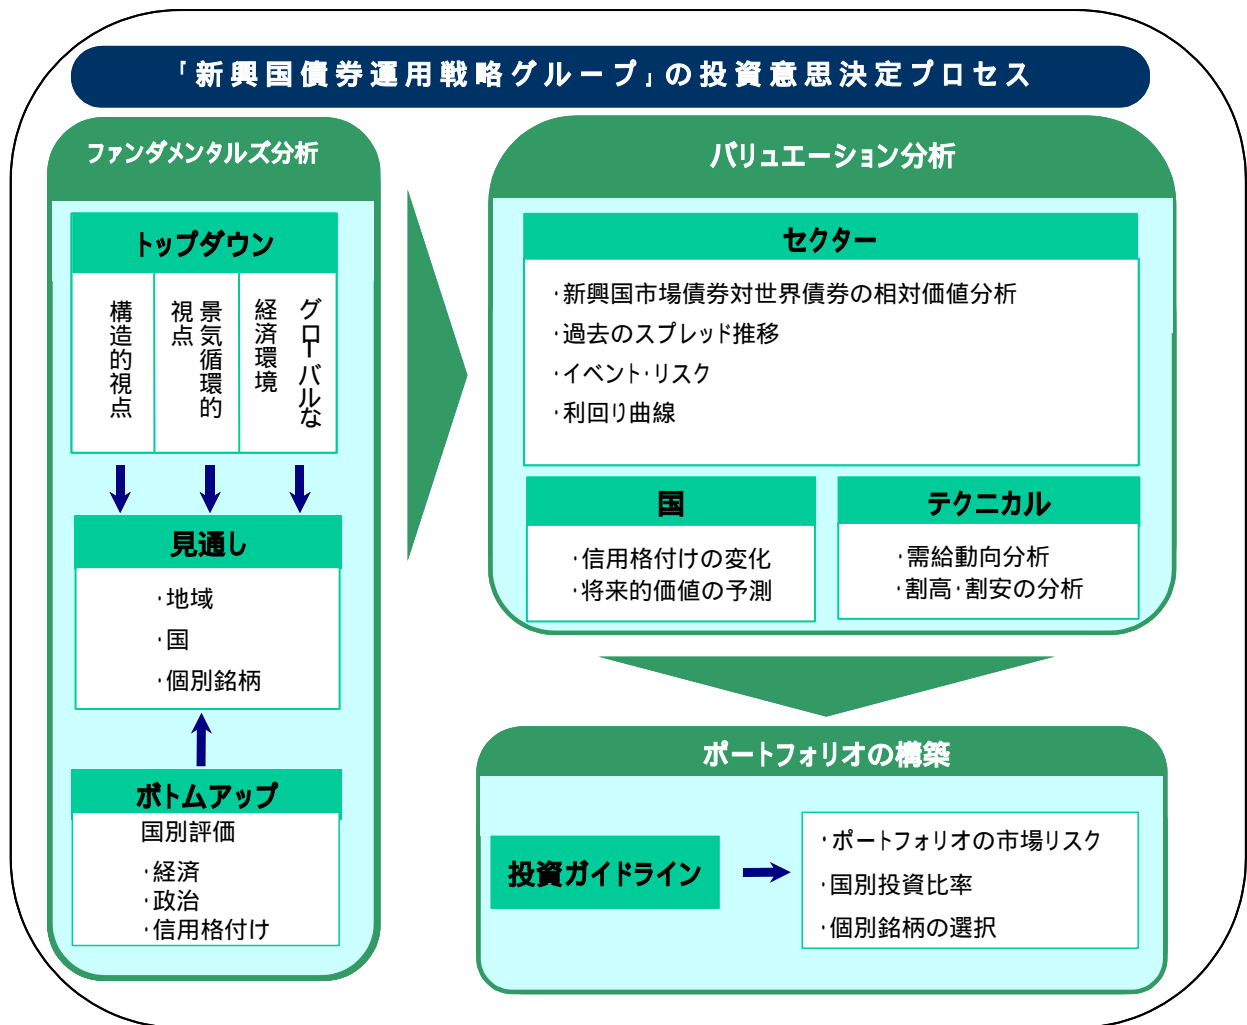 「新興国債券運用戦略グループ」の投資意思決定プロセス
ファンダメンタルズ分析
トップダウン
構造的視点
景気循環的
視点
グローバルな
経済環境
見通し
・地域
・国
・個別銘柄
ボトムアップ
国別評価
・経済
・政治
・信用格付け
バリュエーション分析
セクター
・新興国市場債券対世界債券の相対価値分析
・過去のスプレッド推移
・イベント・リスク
・利回り曲線
国
・信用格付けの変化
・将来的価値の予測
テクニカル
・需給動向分析
・割高・割安の分析
ポートフォリオの構築
投資ガイドライン
・ポートフォリオの市場リスク
・国別投資比率
・個別銘柄の選択